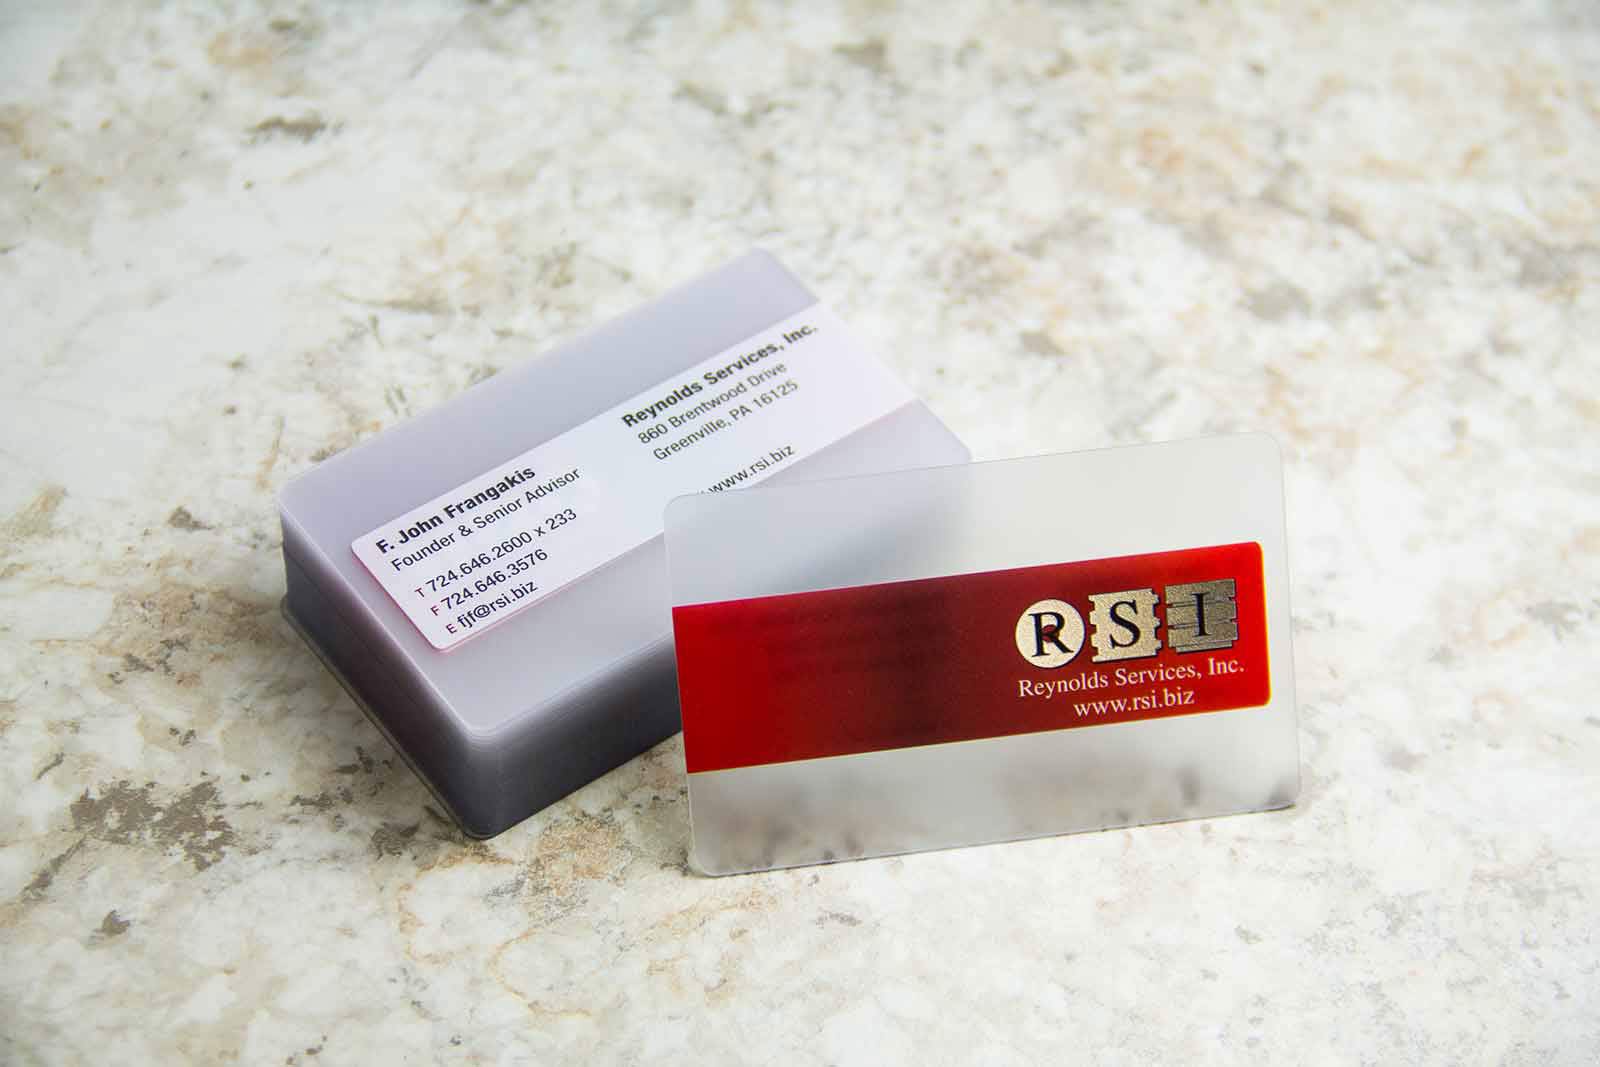 F. John Frangakis
Founder & Senior Advisor
T 724.646.2600 x 233
F 724.646.3576
E fjf@rsi.biz
Reynolds Services, Inc.
860 Brentwood Drive
Greenville, PA 16125
www.rsi.biz
R S I
Reynolds Services, Inc.
www.rsi.biz